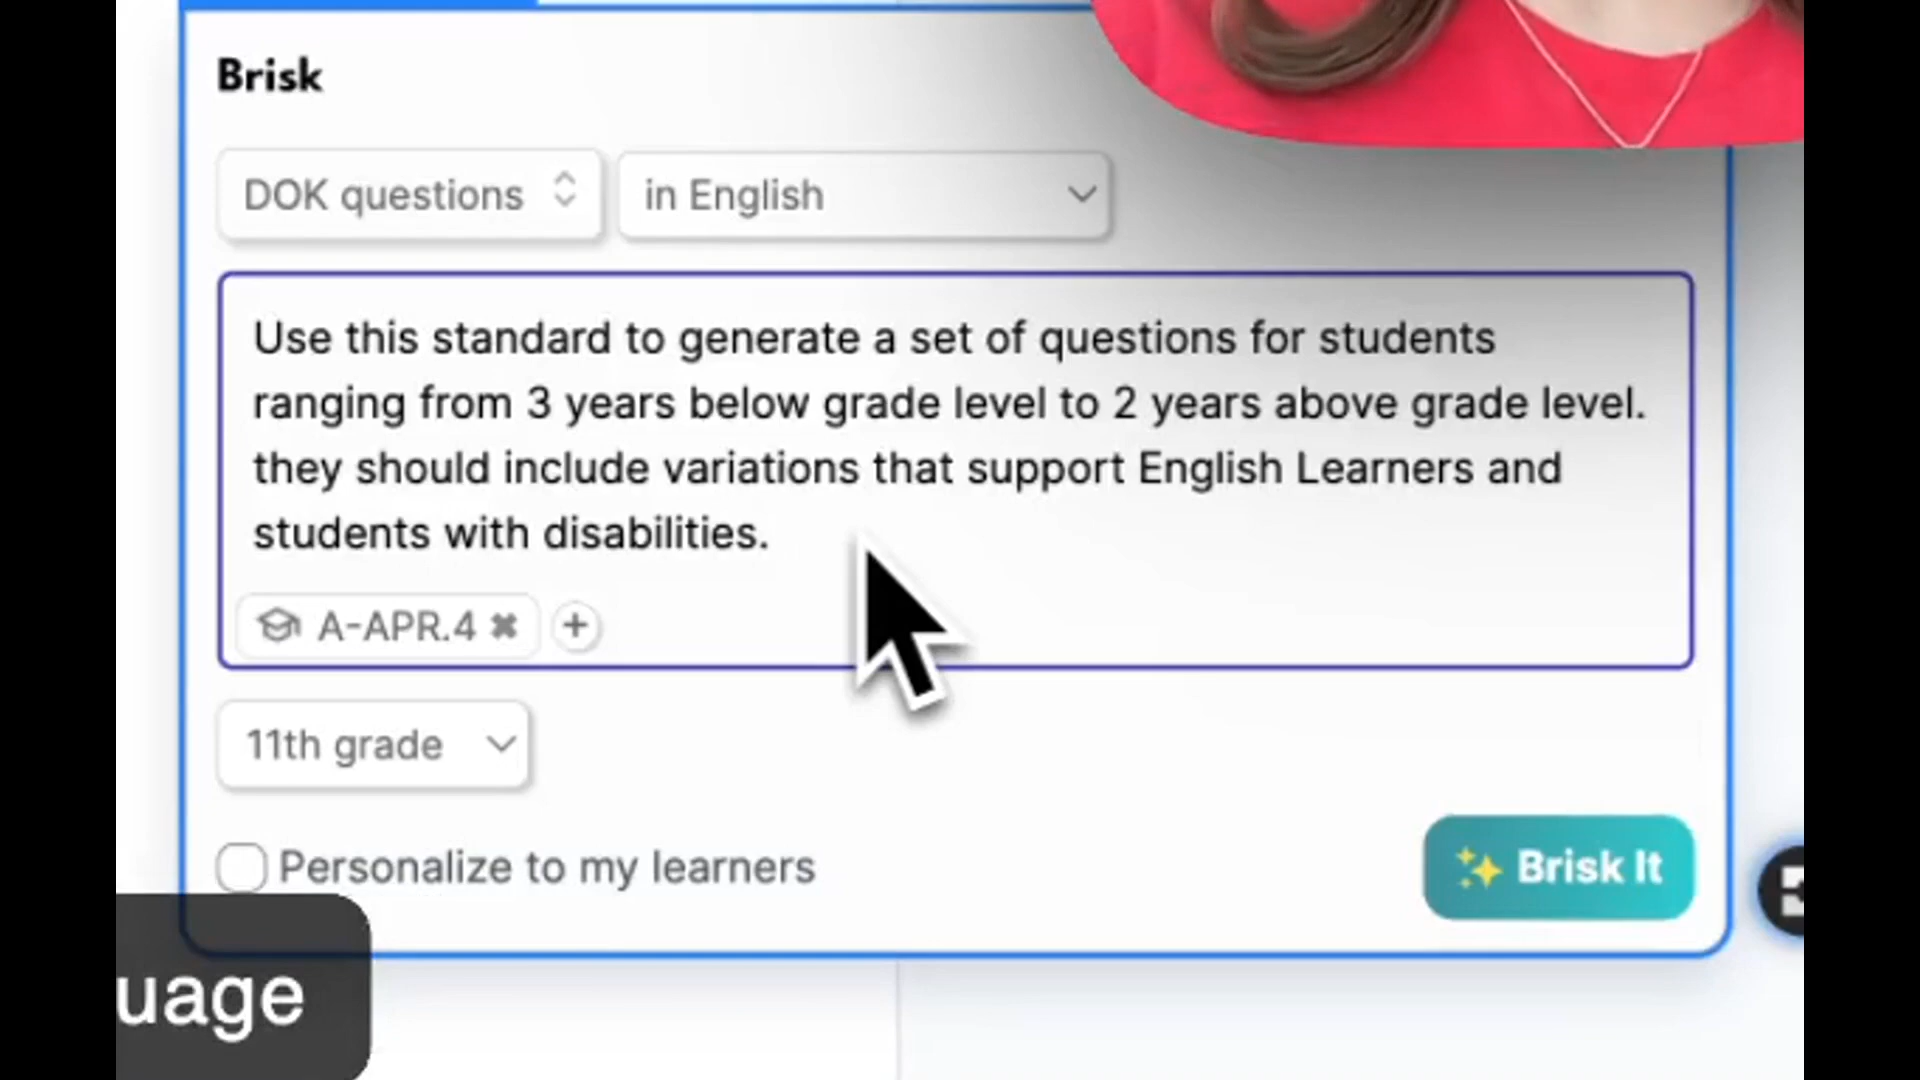 Brisk
DOK questions
in English
Use this standard to generate a set of questions for students
ranging from 3 years below grade level to 2 years above grade level.
they should include variations that support English Learners and
students with disabilities.
A-APR.4
11th grade
Personalize to my learners
Brisk It
uage